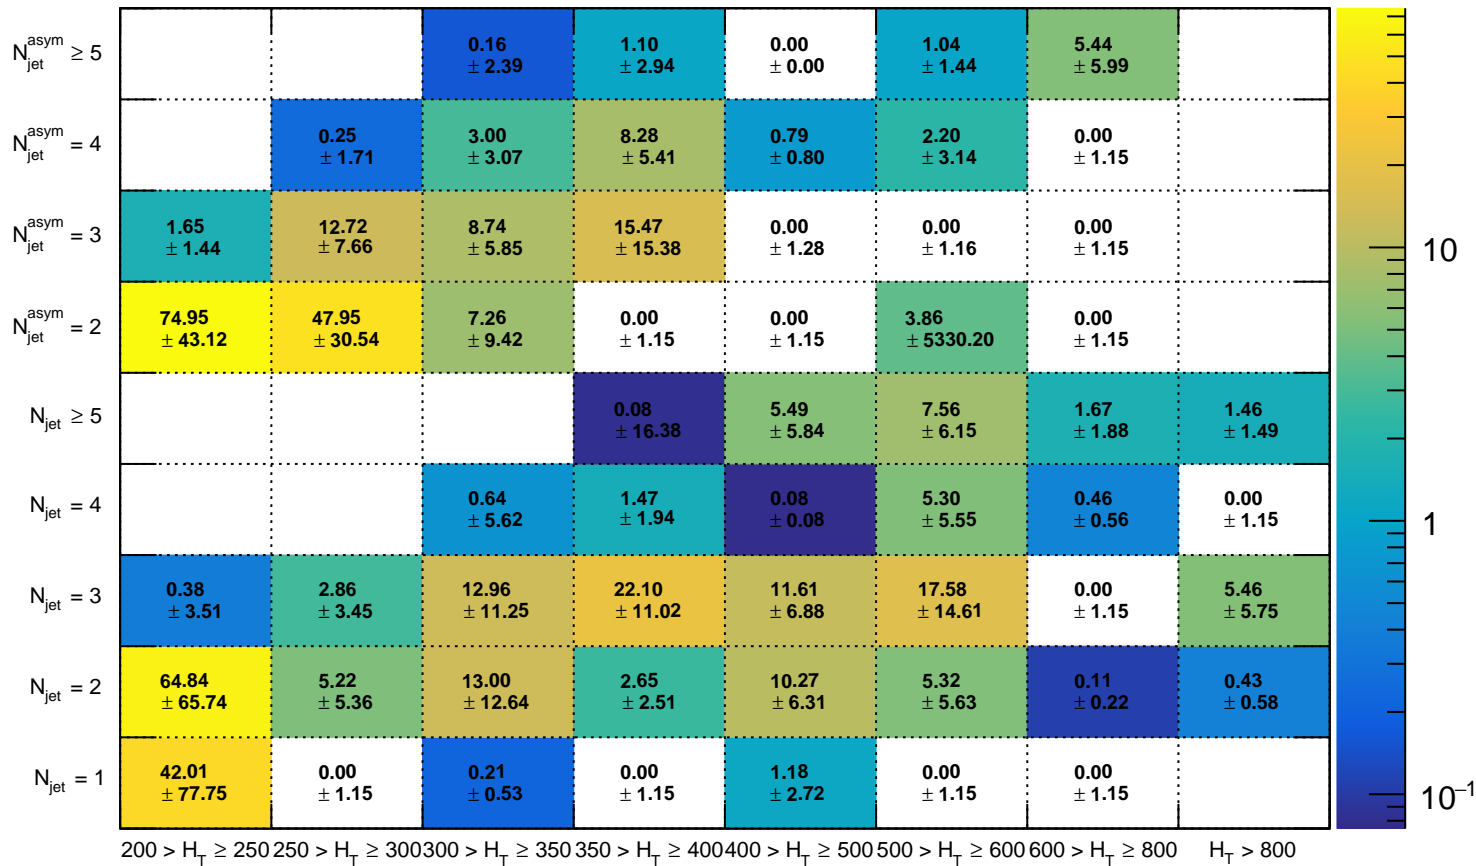 N_jet^asym ≥ 5
0.16 1.10 0.00 1.04 5.44
± 2.39 ± 2.94 ± 0.00 ± 1.44 ± 5.99
N_jet^asym = 4
0.25 3.00 8.28 0.79 2.20 0.00
± 1.71 ± 3.07 ± 5.41 ± 0.80 ± 3.14 ± 1.15
N_jet^asym = 3
1.65 12.72 8.74 15.47 0.00 0.00 0.00
± 1.44 ± 7.66 ± 5.85 ± 15.38 ± 1.28 ± 1.16 ± 1.15
10
N_jet^asym = 2
74.95 47.95 7.26 0.00 0.00 3.86 0.00
± 43.12 ± 30.54 ± 9.42 ± 1.15 ± 1.15 ± 5330.20 ± 1.15
N_jet ≥ 5
0.08 5.49 7.56 1.67 1.46
± 16.38 ± 5.84 ± 6.15 ± 1.88 ± 1.49
N_jet = 4
0.64 1.47 0.08 5.30 0.46 0.00
± 5.62 ± 1.94 ± 0.08 ± 5.55 ± 0.56 ± 1.15
1
N_jet = 3
0.38 2.86 12.96 22.10 11.61 17.58 0.00 5.46
± 3.51 ± 3.45 ± 11.25 ± 11.02 ± 6.88 ± 14.61 ± 1.15 ± 5.75
N_jet = 2
64.84 5.22 13.00 2.65 10.27 5.32 0.11 0.43
± 65.74 ± 5.36 ± 12.64 ± 2.51 ± 6.31 ± 5.63 ± 0.22 ± 0.58
N_jet = 1
42.01 0.00 0.21 0.00 1.18 0.00 0.00
± 77.75 ± 1.15 ± 0.53 ± 1.15 ± 2.72 ± 1.15 ± 1.15
10^−1
200 > H_T ≥ 250 250 > H_T ≥ 300 300 > H_T ≥ 350 350 > H_T ≥ 400 400 > H_T ≥ 500 500 > H_T ≥ 600 600 > H_T ≥ 800 H_T > 800